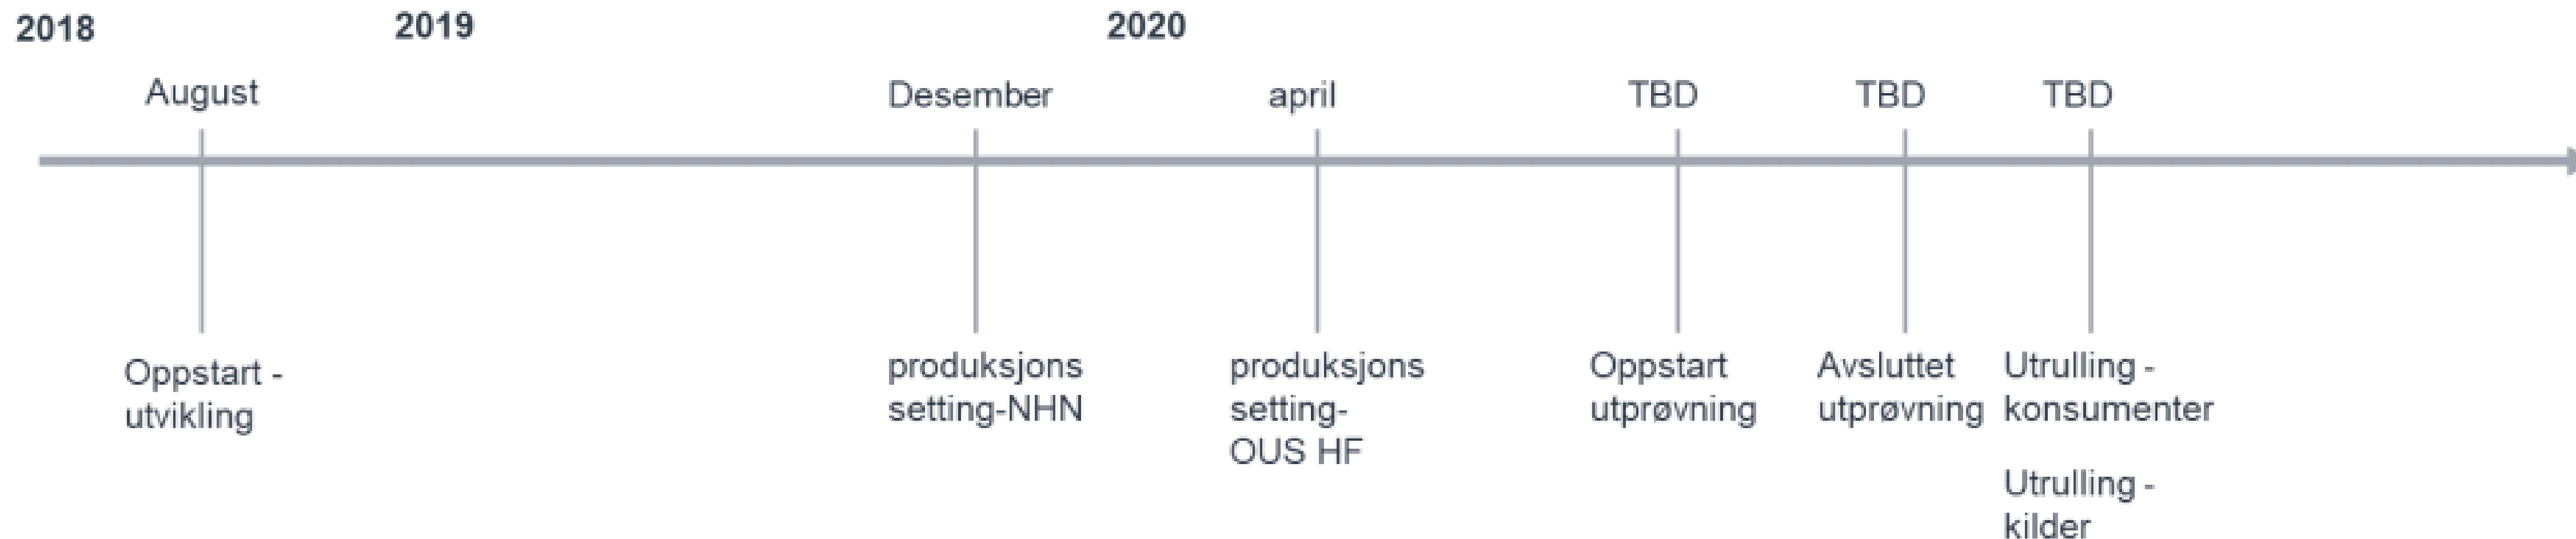 2018
2019
2020
August
Desember
april
TBD
TBD
TBD
Oppstart -
utvikling
produksjons
setting-NHN
produksjons
setting-
OUS HF
Oppstart
utprøvning
Avsluttet
utprøvning
Utrulling -
konsumenter
Utrulling -
kilder